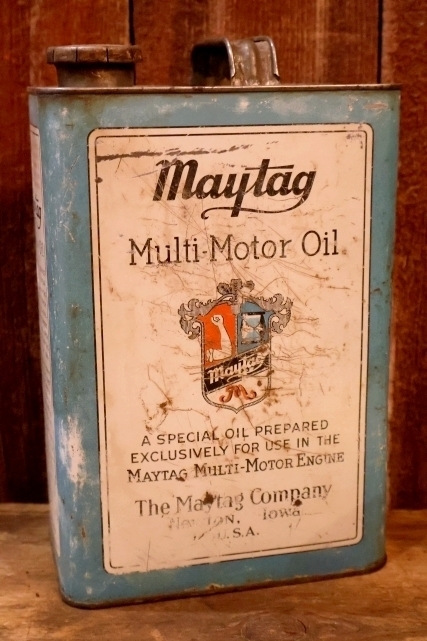 Maytag
Multi-Motor Oil
Maytag
M
A SPECIAL OIL PREPARED
EXCLUSIVELY FOR USE IN THE
MAYTAG MULTI-MOTOR ENGINE
The Maytag Company
Newton, Iowa
U.S.A.